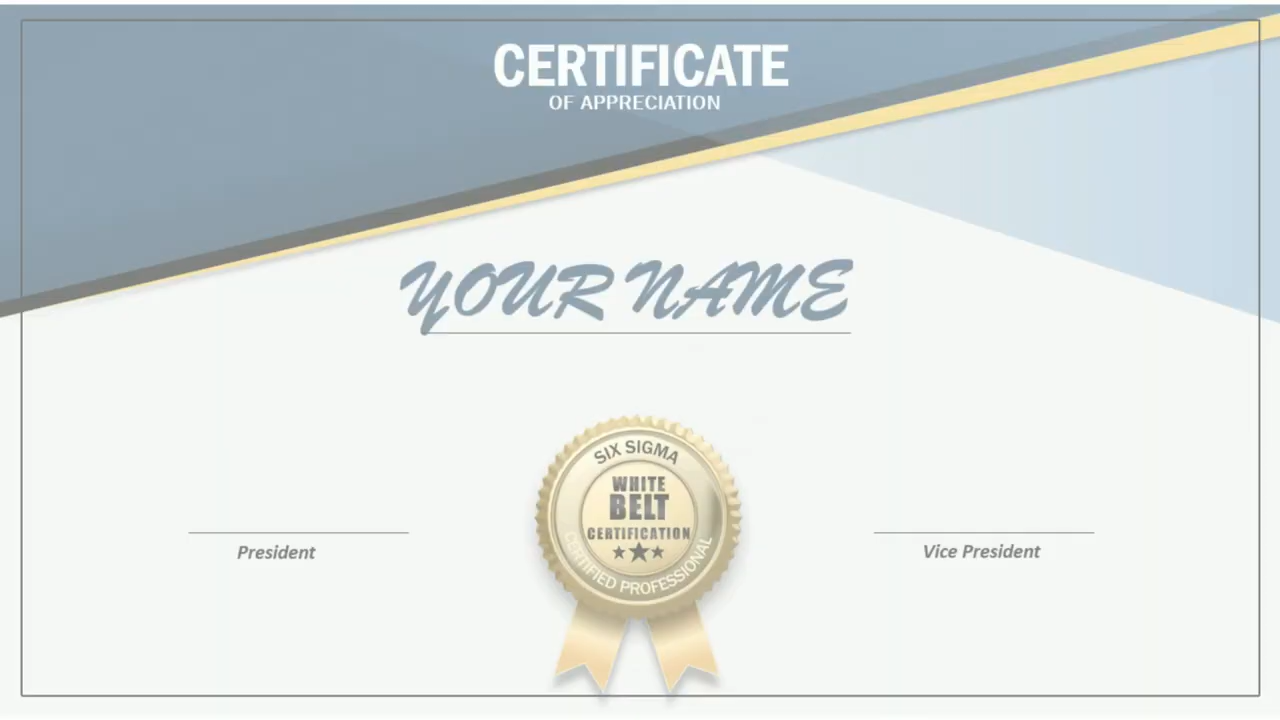 CERTIFICATE
OF APPRECIATION
YOUR NAME
SIX SIGMA
WHITE
BELT
CERTIFICATION
CERTIFIED PROFESSIONAL
President
Vice President